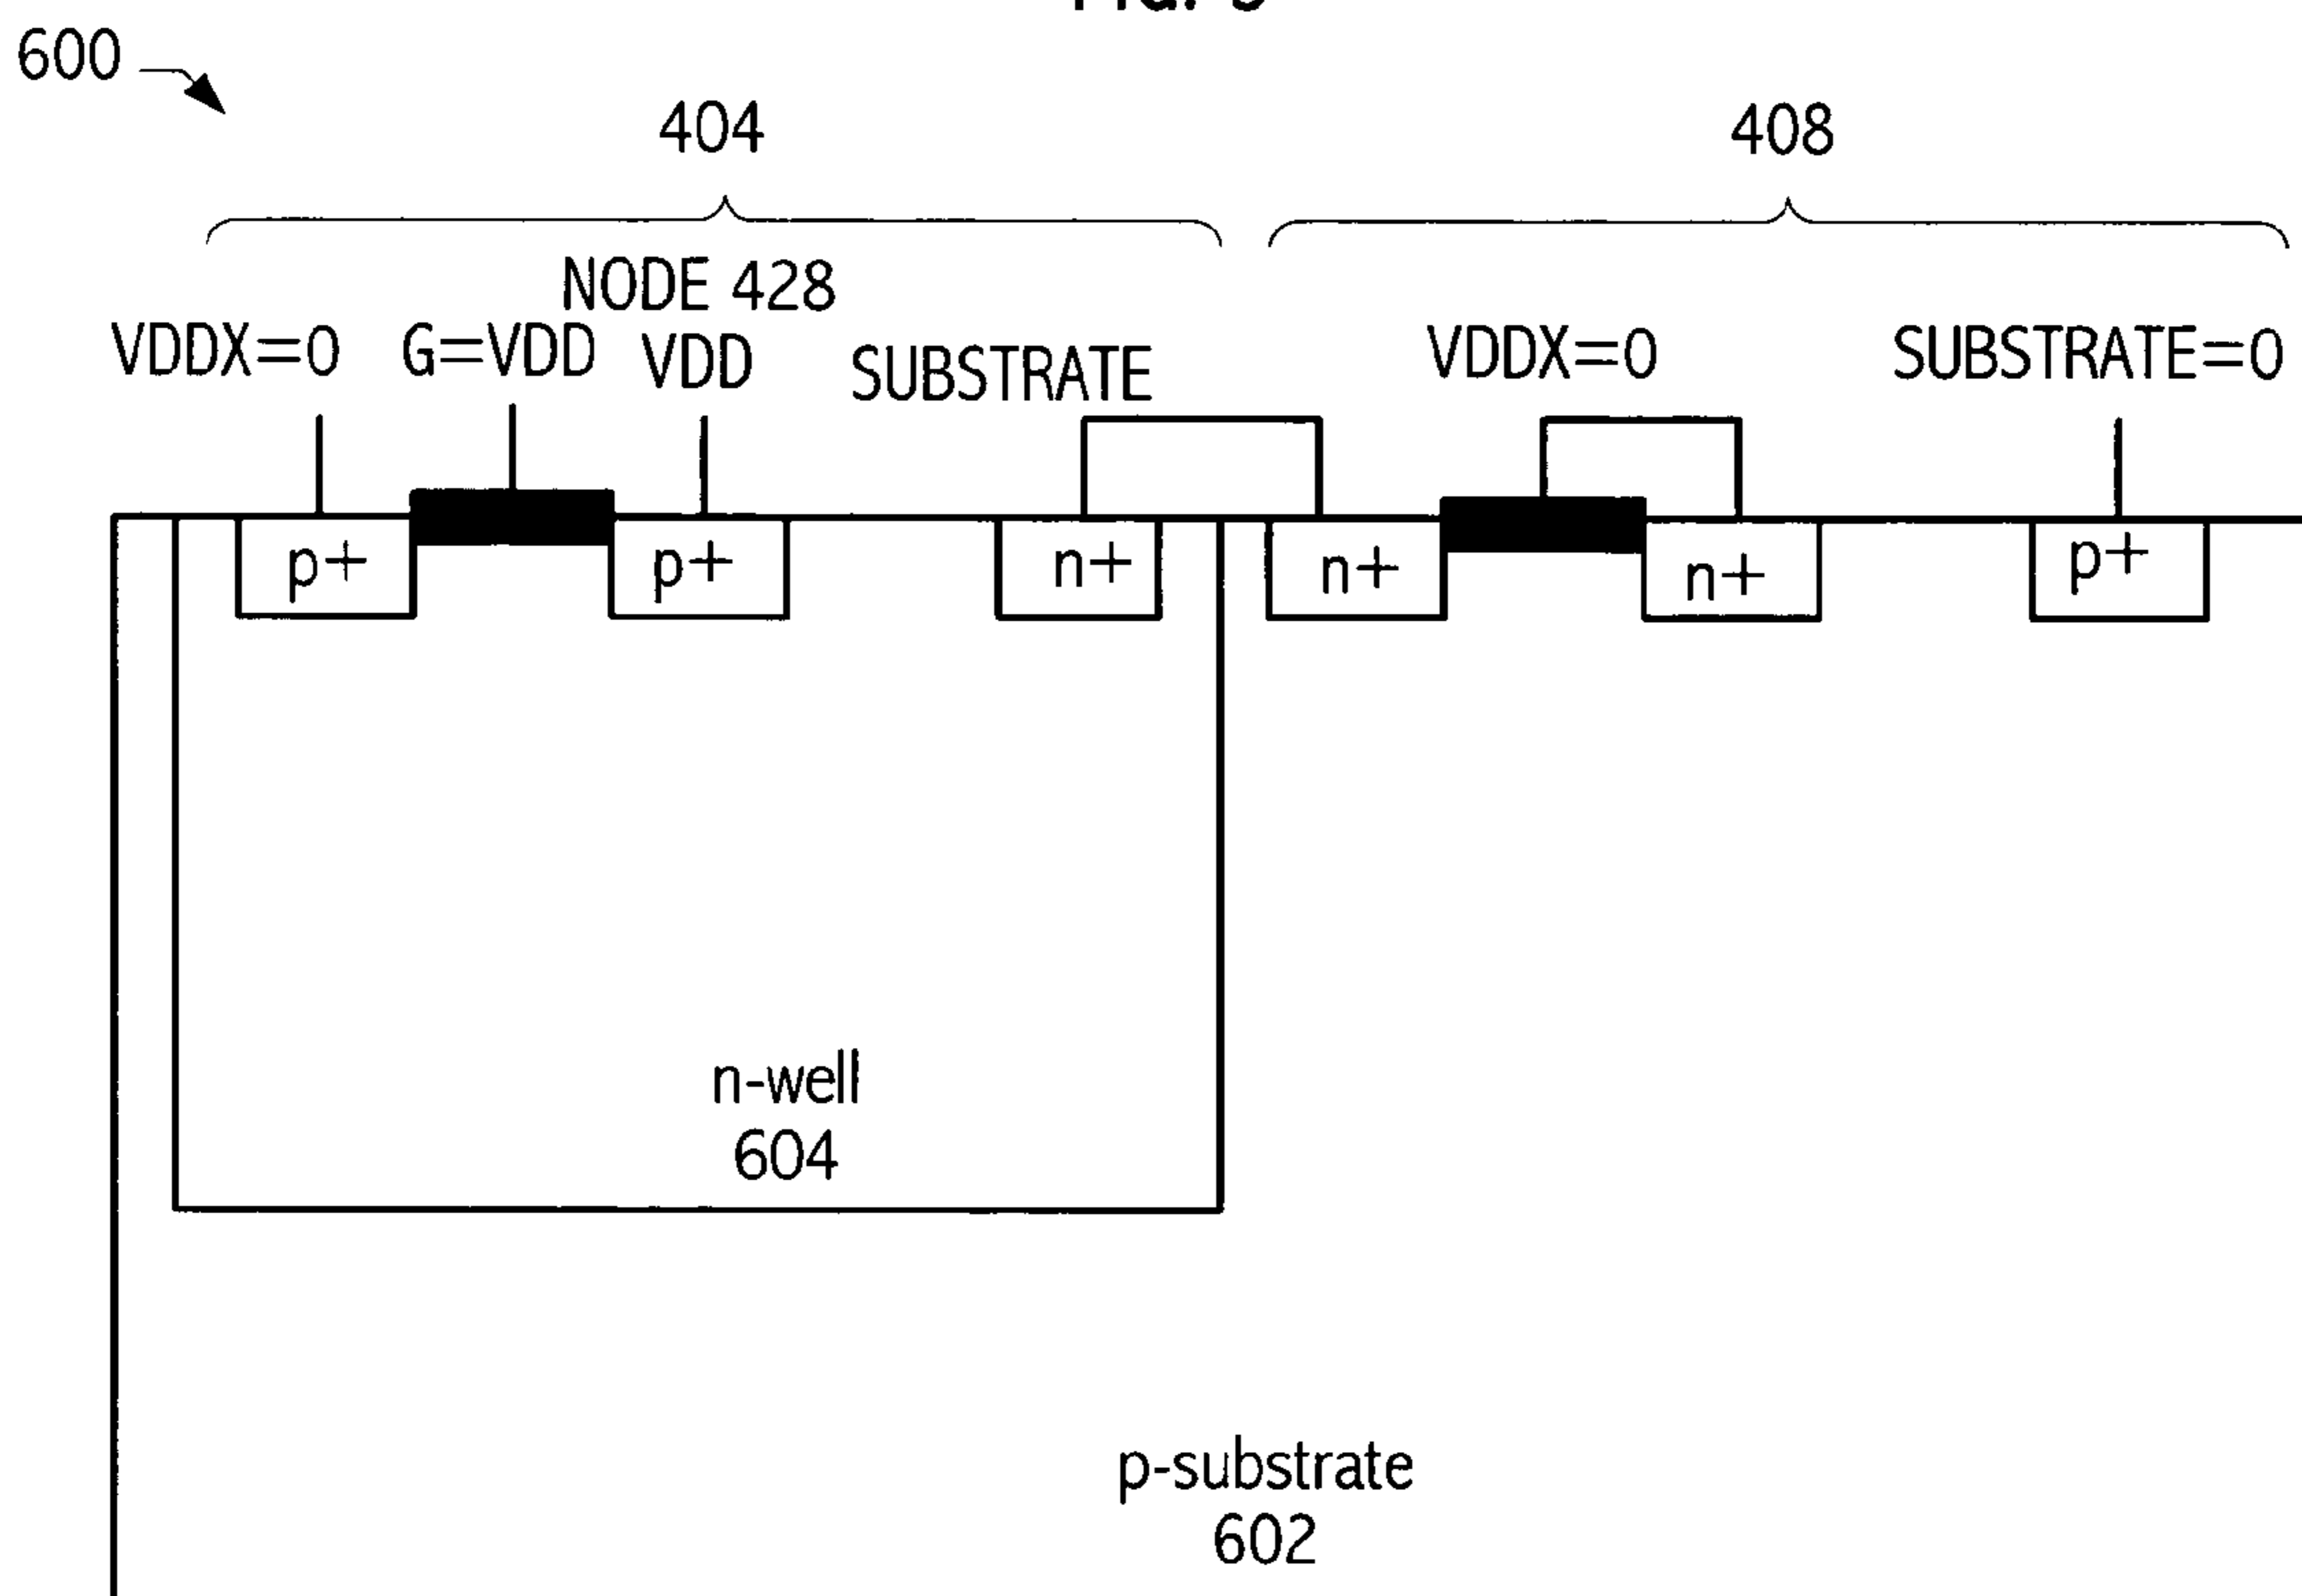 600
404
408
NODE 428
VDDX=0 G=VDD VDD SUBSTRATE VDDX=0 SUBSTRATE=0
p+ p+ n+ n+ n+ p+
n-well
604
p-substrate
602